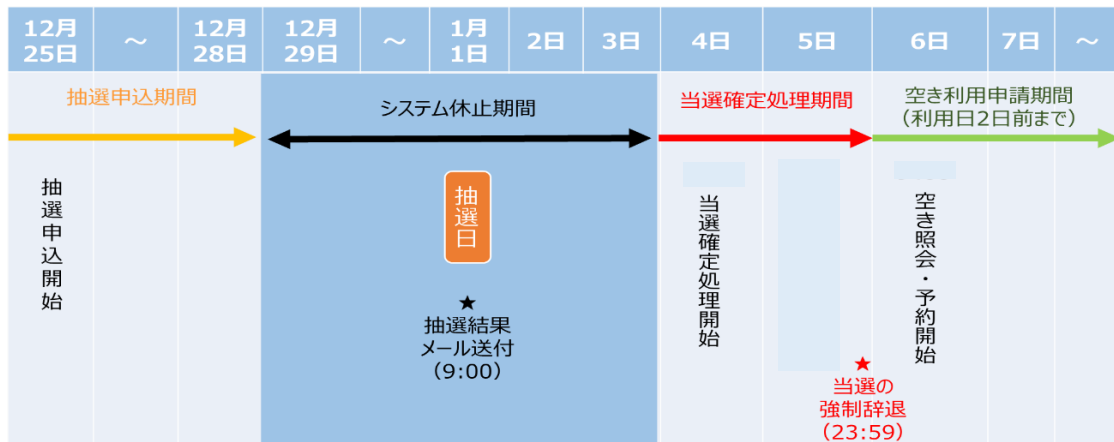 12月
25日
～
12月
28日
12月
29日
～
1月
1日
2日
3日
4日
5日
6日
7日
～
抽選申込期間
システム休止期間
当選確定処理期間
空き利用申請期間
（利用日2日前まで）
抽選申込開始
抽選日
★
抽選結果
メール送付
（9:00）
当選確定処理開始
★
当選の
強制辞退
（23:59）
空き照会・予約開始